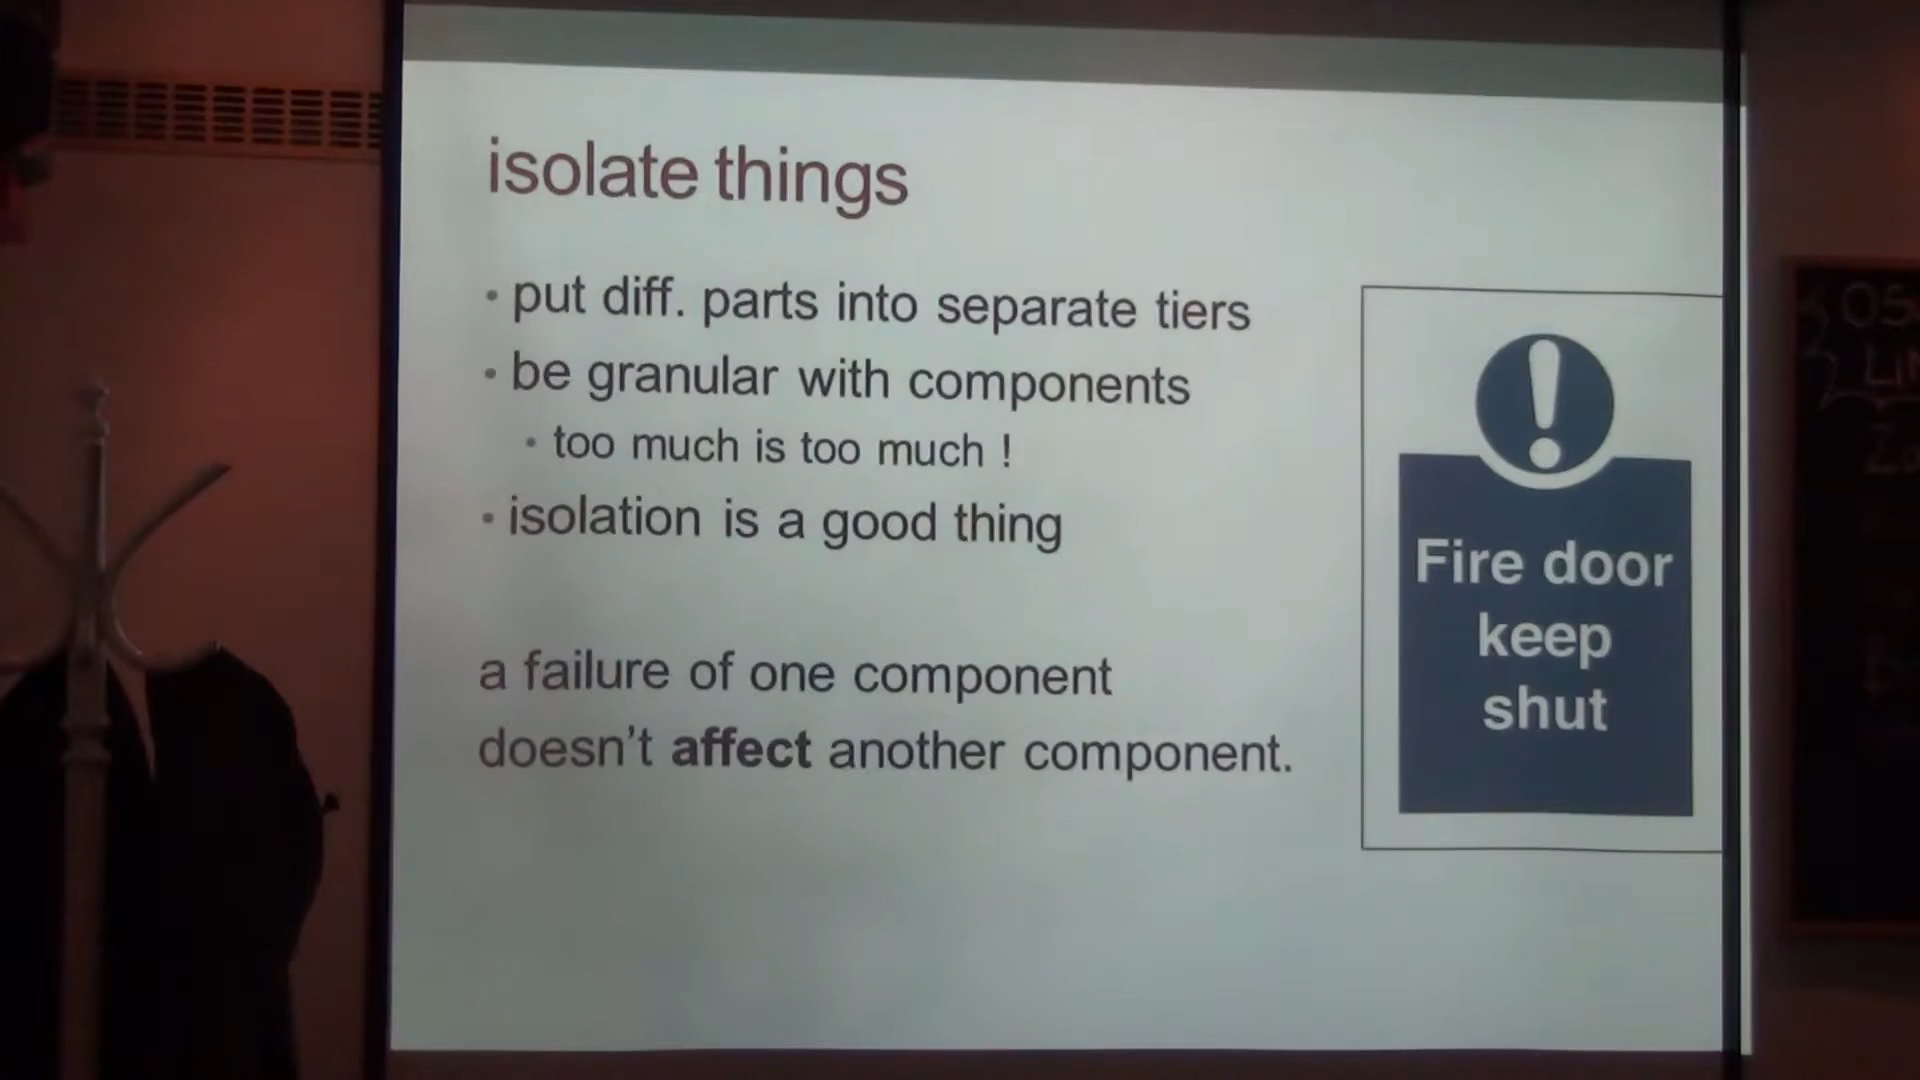 isolate things
• put diff. parts into separate tiers
• be granular with components
• too much is too much !
• isolation is a good thing
a failure of one component
doesn't affect another component.
Fire door
keep
shut